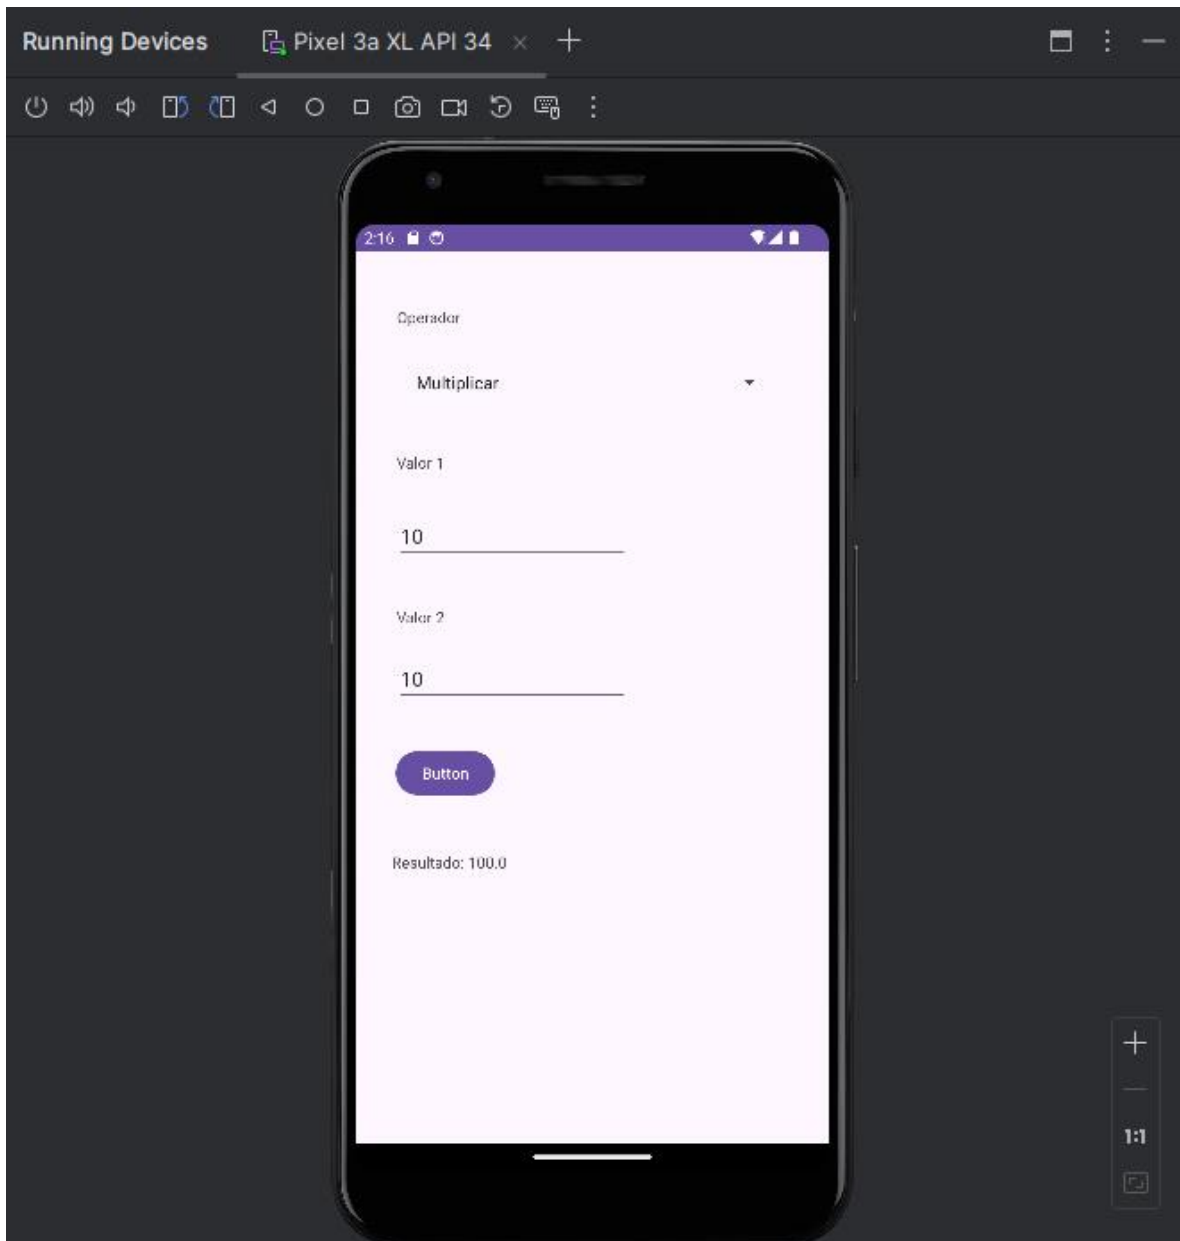 Running Devices Pixel 3a XL API 34
2:16
Operador
Multiplicar
Valor 1
10
Valor 2
10
Button
Resultado: 100.0
1:1